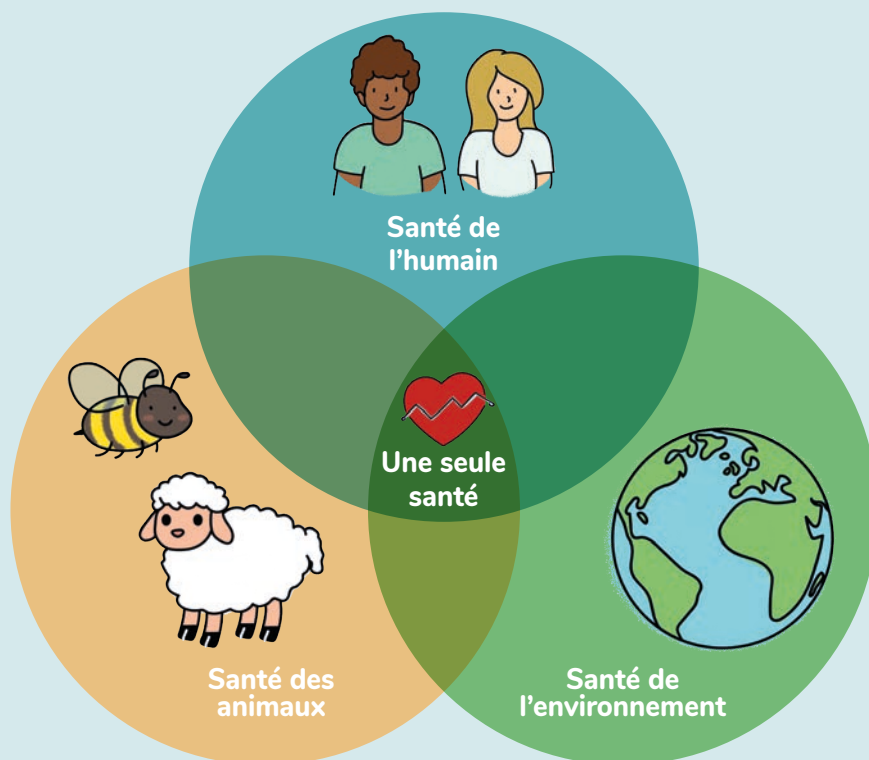 Santé de
l’humain
Une seule
santé
Santé des
animaux
Santé de
l’environnement